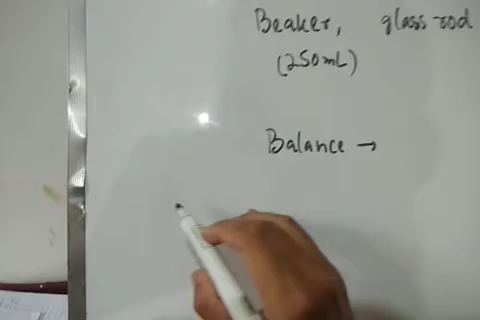 Beaker, glass rod
(250mL)
Balance →